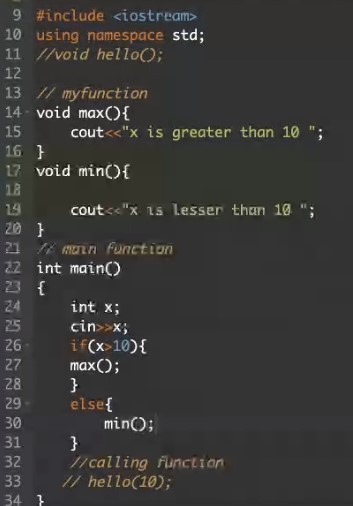 9 #include <iostream>
10 using namespace std;
11 //void hello();
12
13 // myfunction
14 void max(){
15 cout<<"x is greater than 10 ";
16 }
17 void min(){
18
19 cout<<"x is lesser than 10 ";
20 }
21 // main function
22 int main()
23 {
24 int x;
25 cin>>x;
26 if(x>10){
27 max();
28 }
29 else{
30 min();
31 }
32 //calling function
33 // hello(10);
34 }